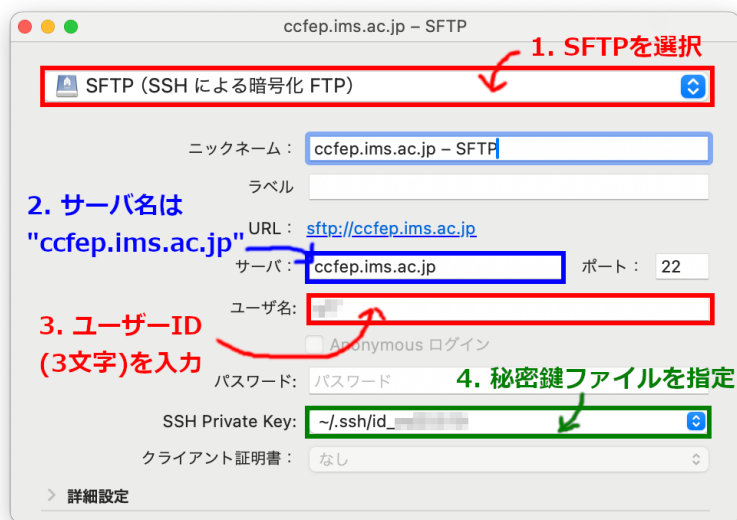 ccfep.ims.ac.jp – SFTP
1. SFTPを選択
SFTP（SSH による暗号化 FTP）
ニックネーム： ccfep.ims.ac.jp – SFTP
ラベル
2. サーバ名は
"ccfep.ims.ac.jp"
URL： sftp://ccfep.ims.ac.jp
サーバ： ccfep.ims.ac.jp ポート： 22
ユーザ名:
3. ユーザーID
(3文字)を入力
Anonymous ログイン
パスワード: パスワード
4. 秘密鍵ファイルを指定
SSH Private Key: ~/.ssh/id_
クライアント証明書： なし
詳細設定